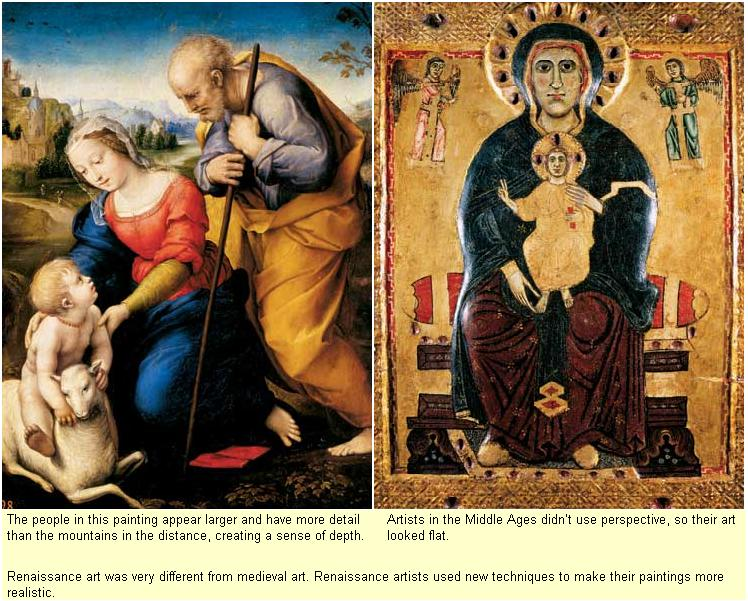 The people in this painting appear larger and have more detail
than the mountains in the distance, creating a sense of depth.
Artists in the Middle Ages didn't use perspective, so their art
looked flat.
Renaissance art was very different from medieval art. Renaissance artists used new techniques to make their paintings more
realistic.